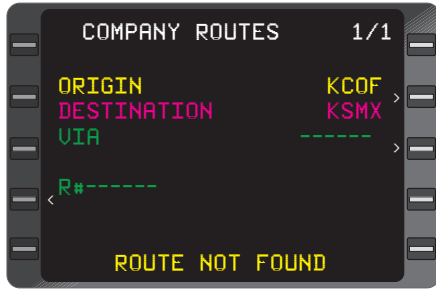 COMPANY ROUTES 1/1
ORIGIN KCOF >
DESTINATION KSMX
VIA ------ >
< R#------
ROUTE NOT FOUND